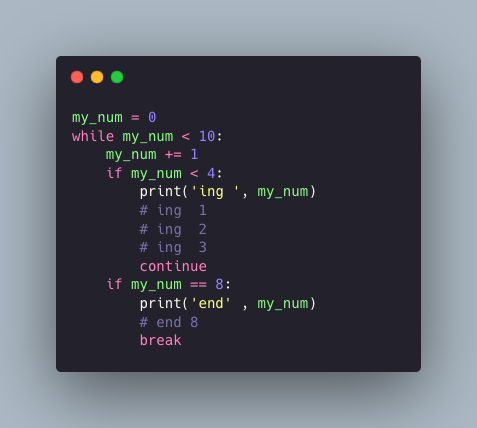 my_num = 0
while my_num < 10:
    my_num += 1
    if my_num < 4:
        print('ing ', my_num)
        # ing  1
        # ing  2
        # ing  3
        continue
    if my_num == 8:
        print('end' , my_num)
        # end 8
        break